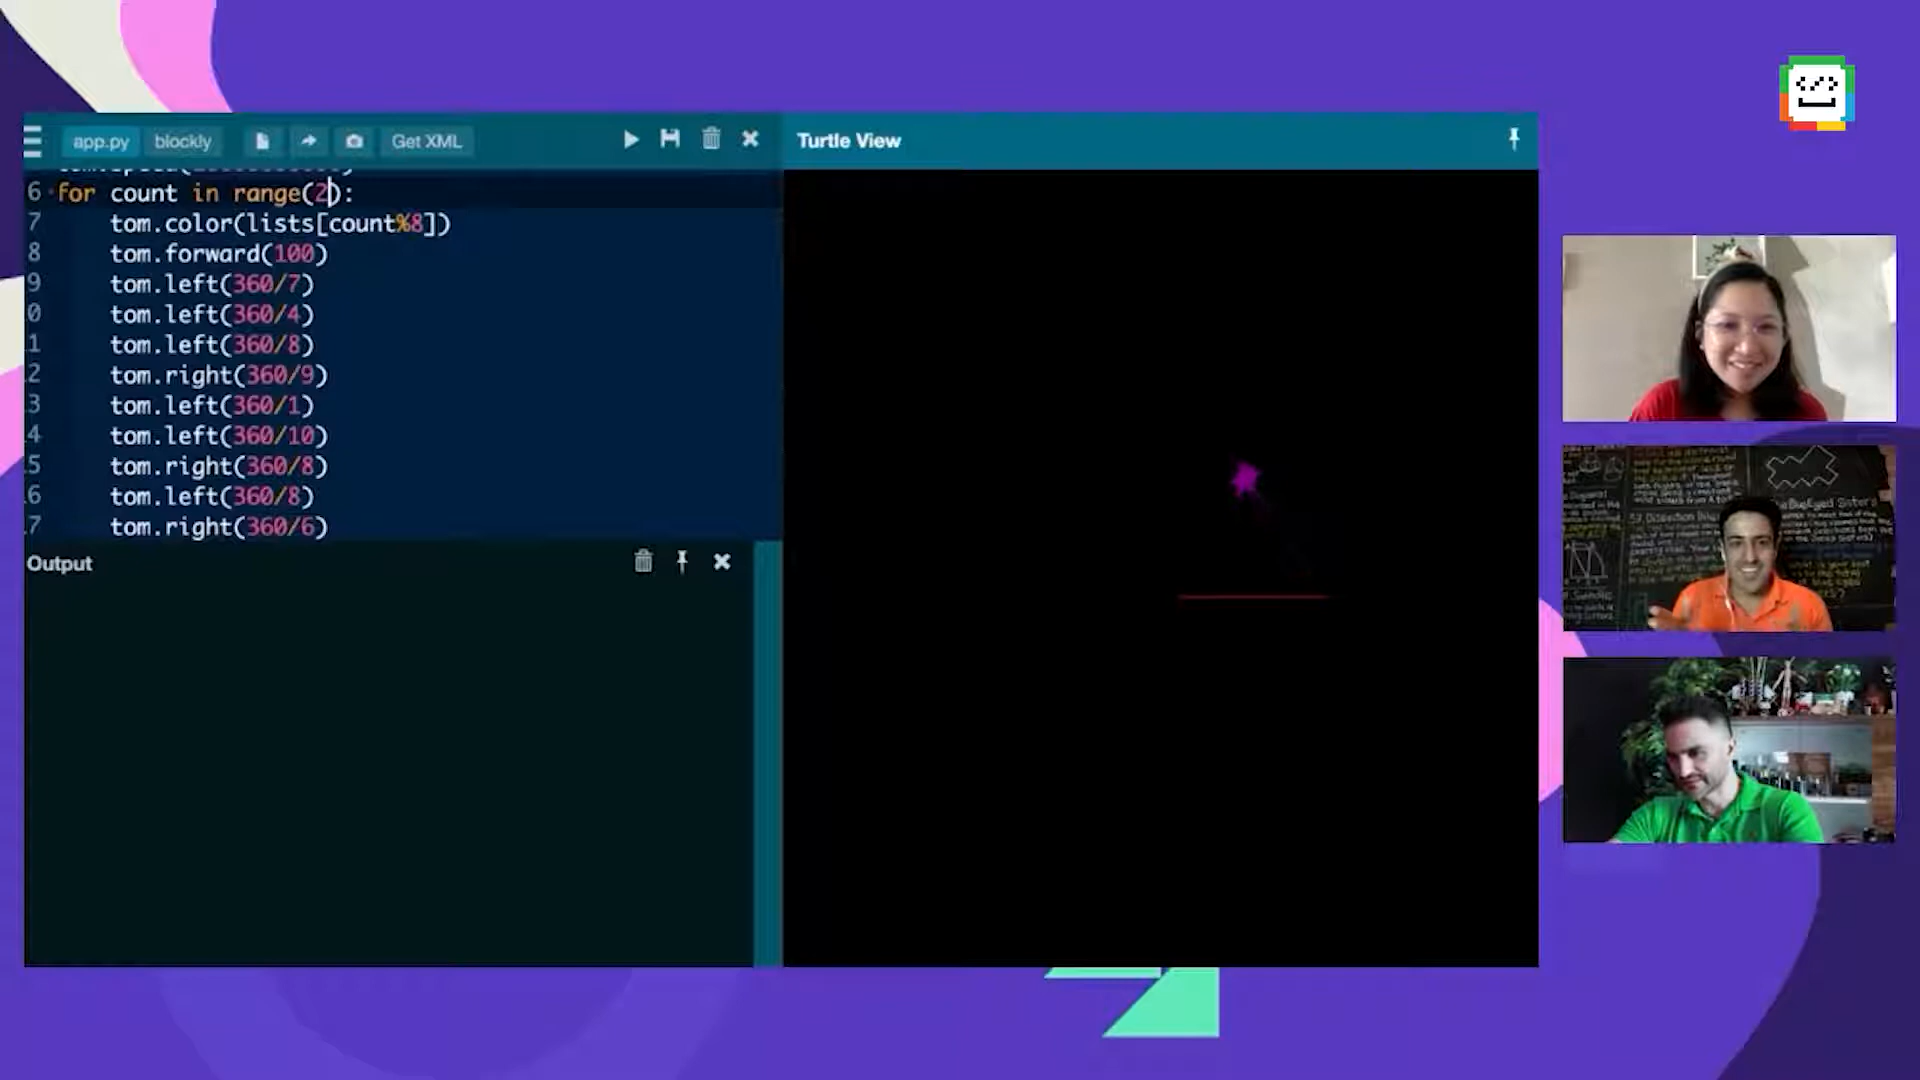 app.py blockly Get XML
6 for count in range(2):
7 tom.color(lists[count%8])
8 tom.forward(100)
9 tom.left(360/7)
0 tom.left(360/4)
1 tom.left(360/8)
2 tom.right(360/9)
3 tom.left(360/1)
4 tom.left(360/10)
5 tom.right(360/8)
6 tom.left(360/8)
7 tom.right(360/6)
Output
Turtle View